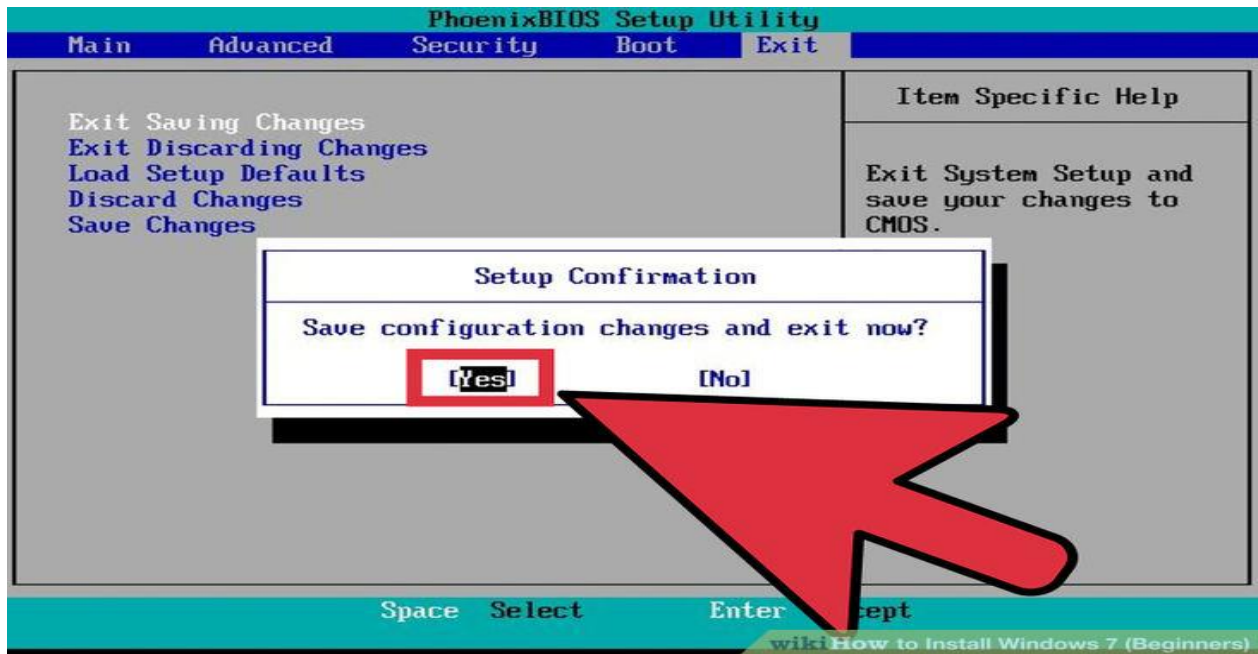 PhoenixBIOS Setup Utility
Main Advanced Security Boot Exit
Item Specific Help
Exit Saving Changes
Exit Discarding Changes
Load Setup Defaults
Discard Changes
Save Changes
Exit System Setup and
save your changes to
CMOS.
Setup Confirmation
Save configuration changes and exit now?
[Yes] [No]
Space Select Enter
wikiHow to Install Windows 7 (Beginners)